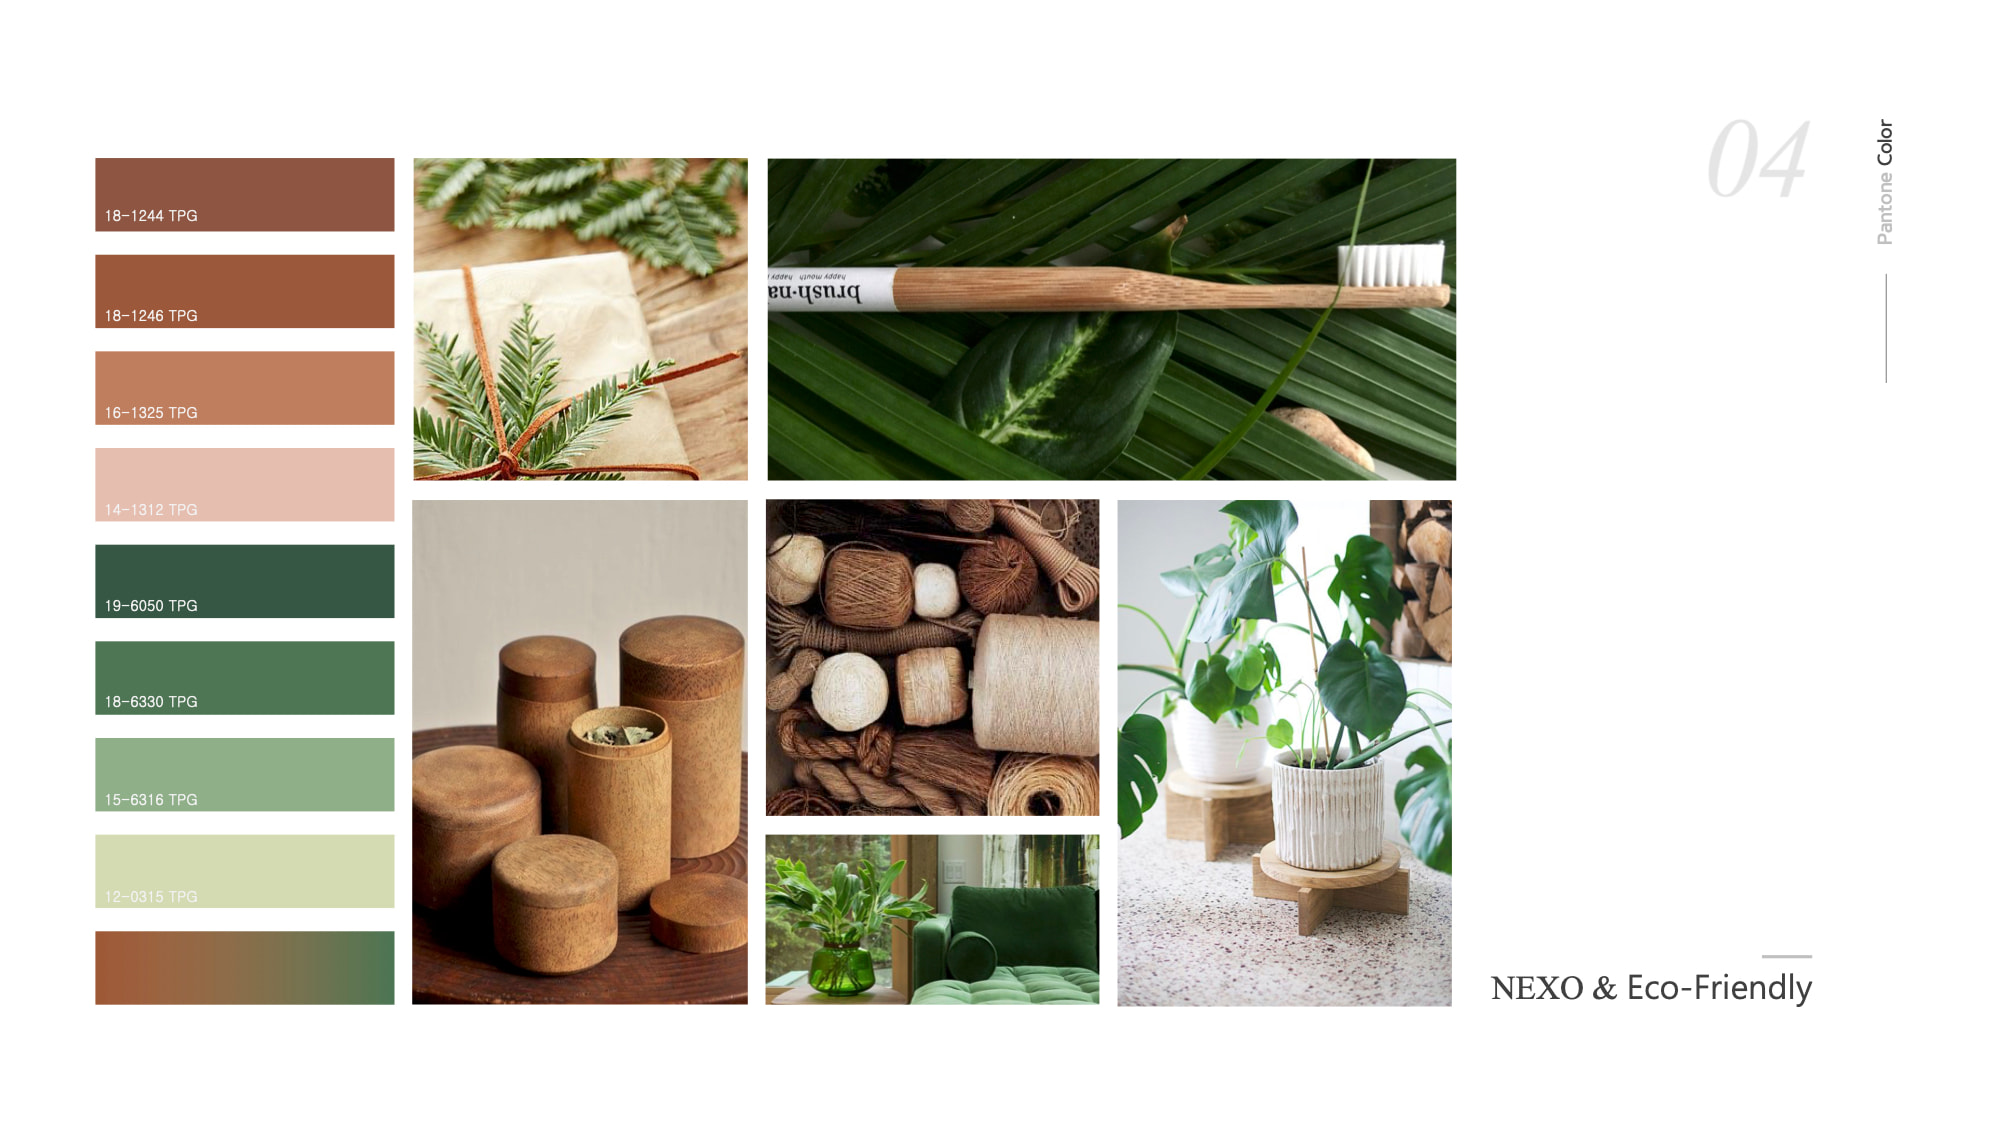 18-1244 TPG
18-1246 TPG
16-1325 TPG
14-1312 TPG
19-6050 TPG
18-6330 TPG
15-6316 TPG
12-0315 TPG
happy mouth · happy
brush·na
04
Pantone Color
NEXO & Eco-Friendly